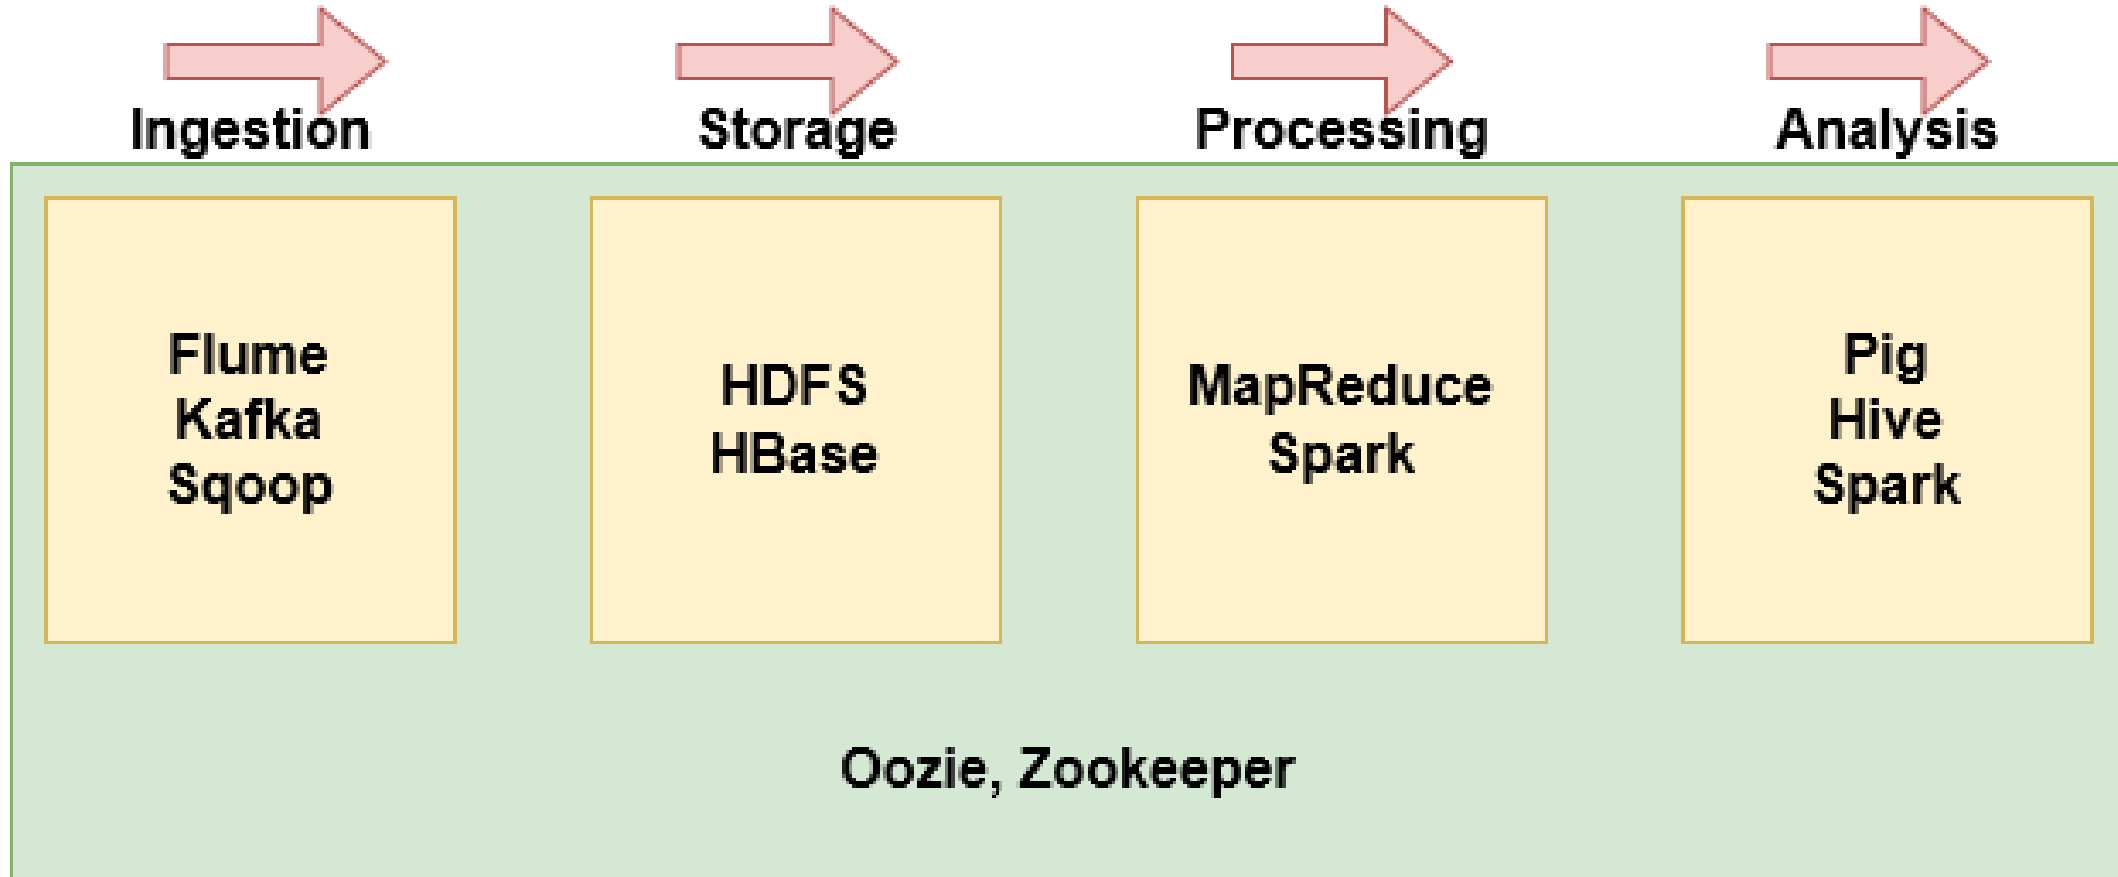 Ingestion
Storage
Processing
Analysis
Flume
Kafka
Sqoop
HDFS
HBase
MapReduce
Spark
Pig
Hive
Spark
Oozie, Zookeeper